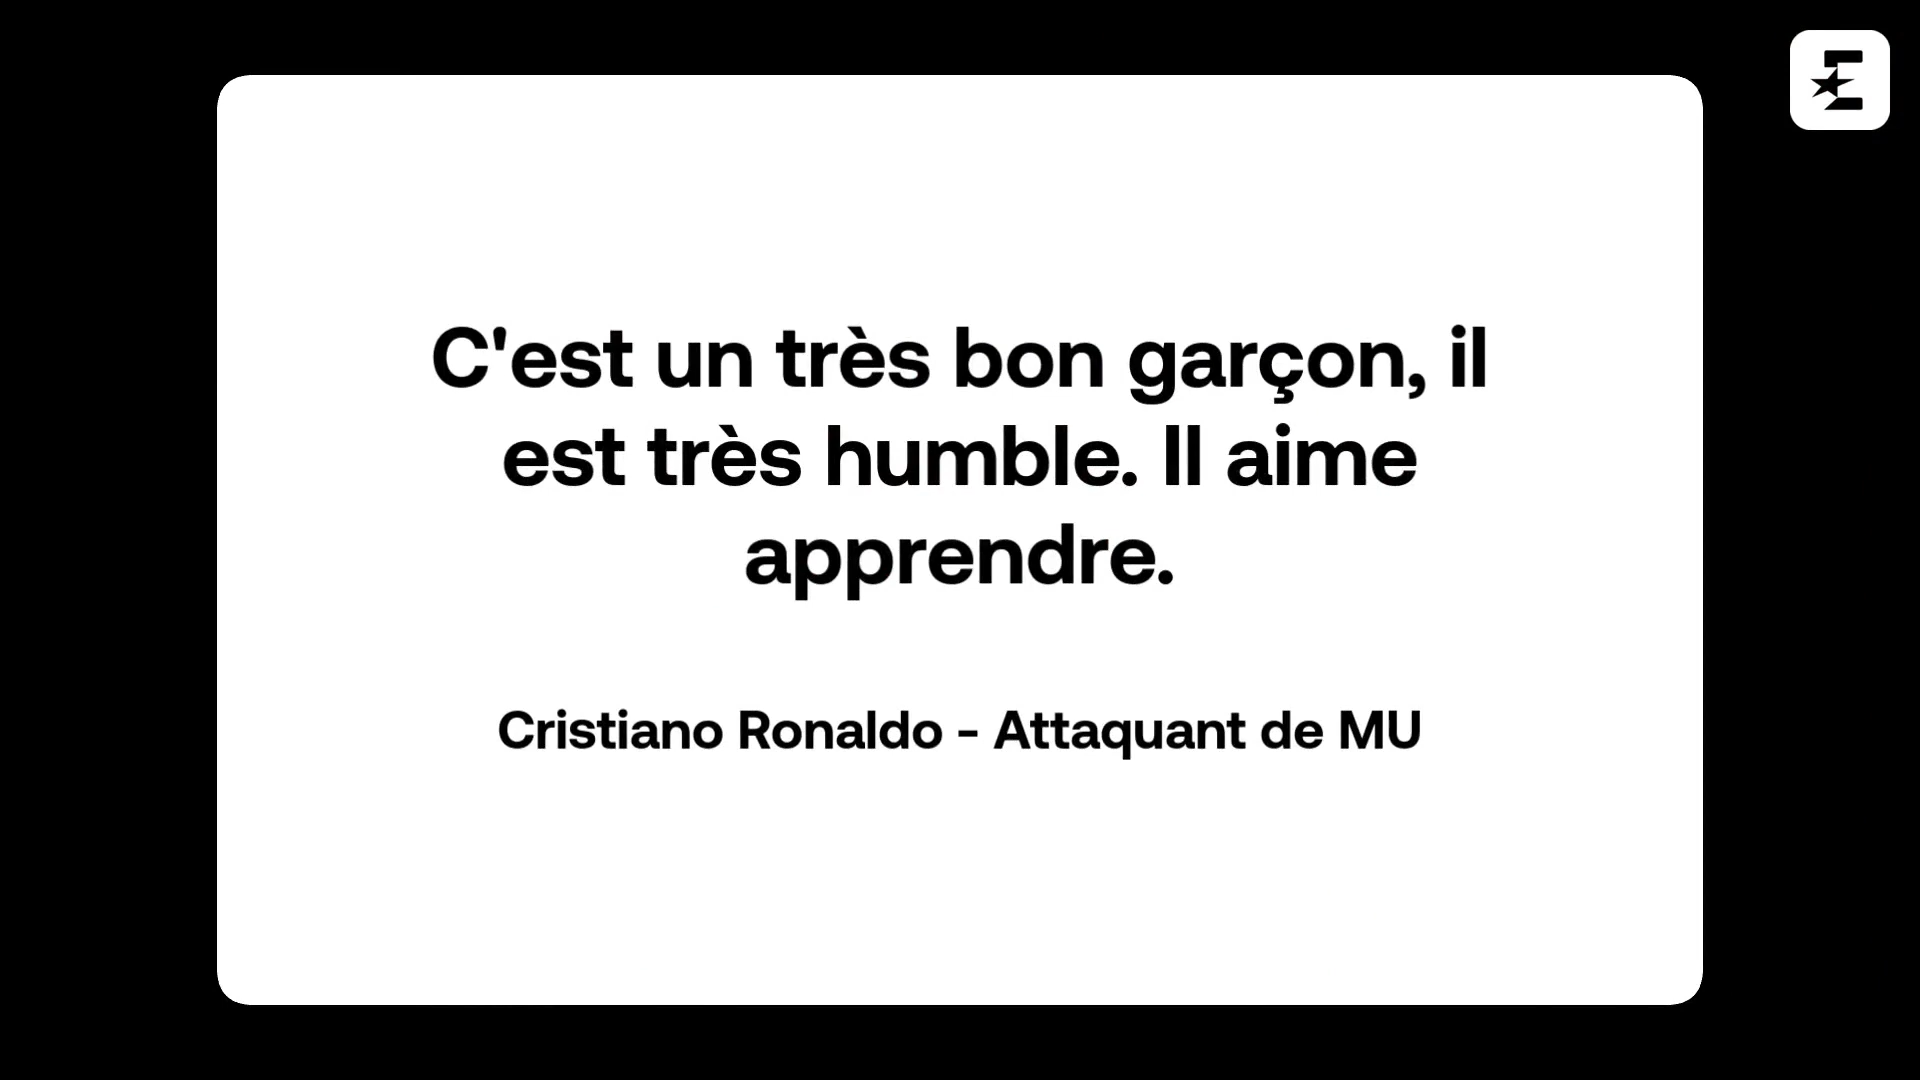 C'est un très bon garçon, il
est très humble. Il aime
apprendre.
Cristiano Ronaldo - Attaquant de MU